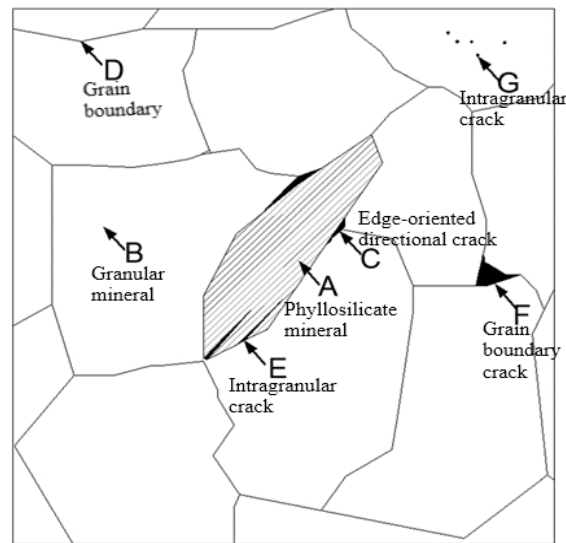 D
Grain
boundary
G
Intragranular
crack
B
Granular
mineral
Edge-oriented
directional crack
C
A
Phyllosilicate
mineral
F
Grain
boundary
crack
E
Intragranular
crack